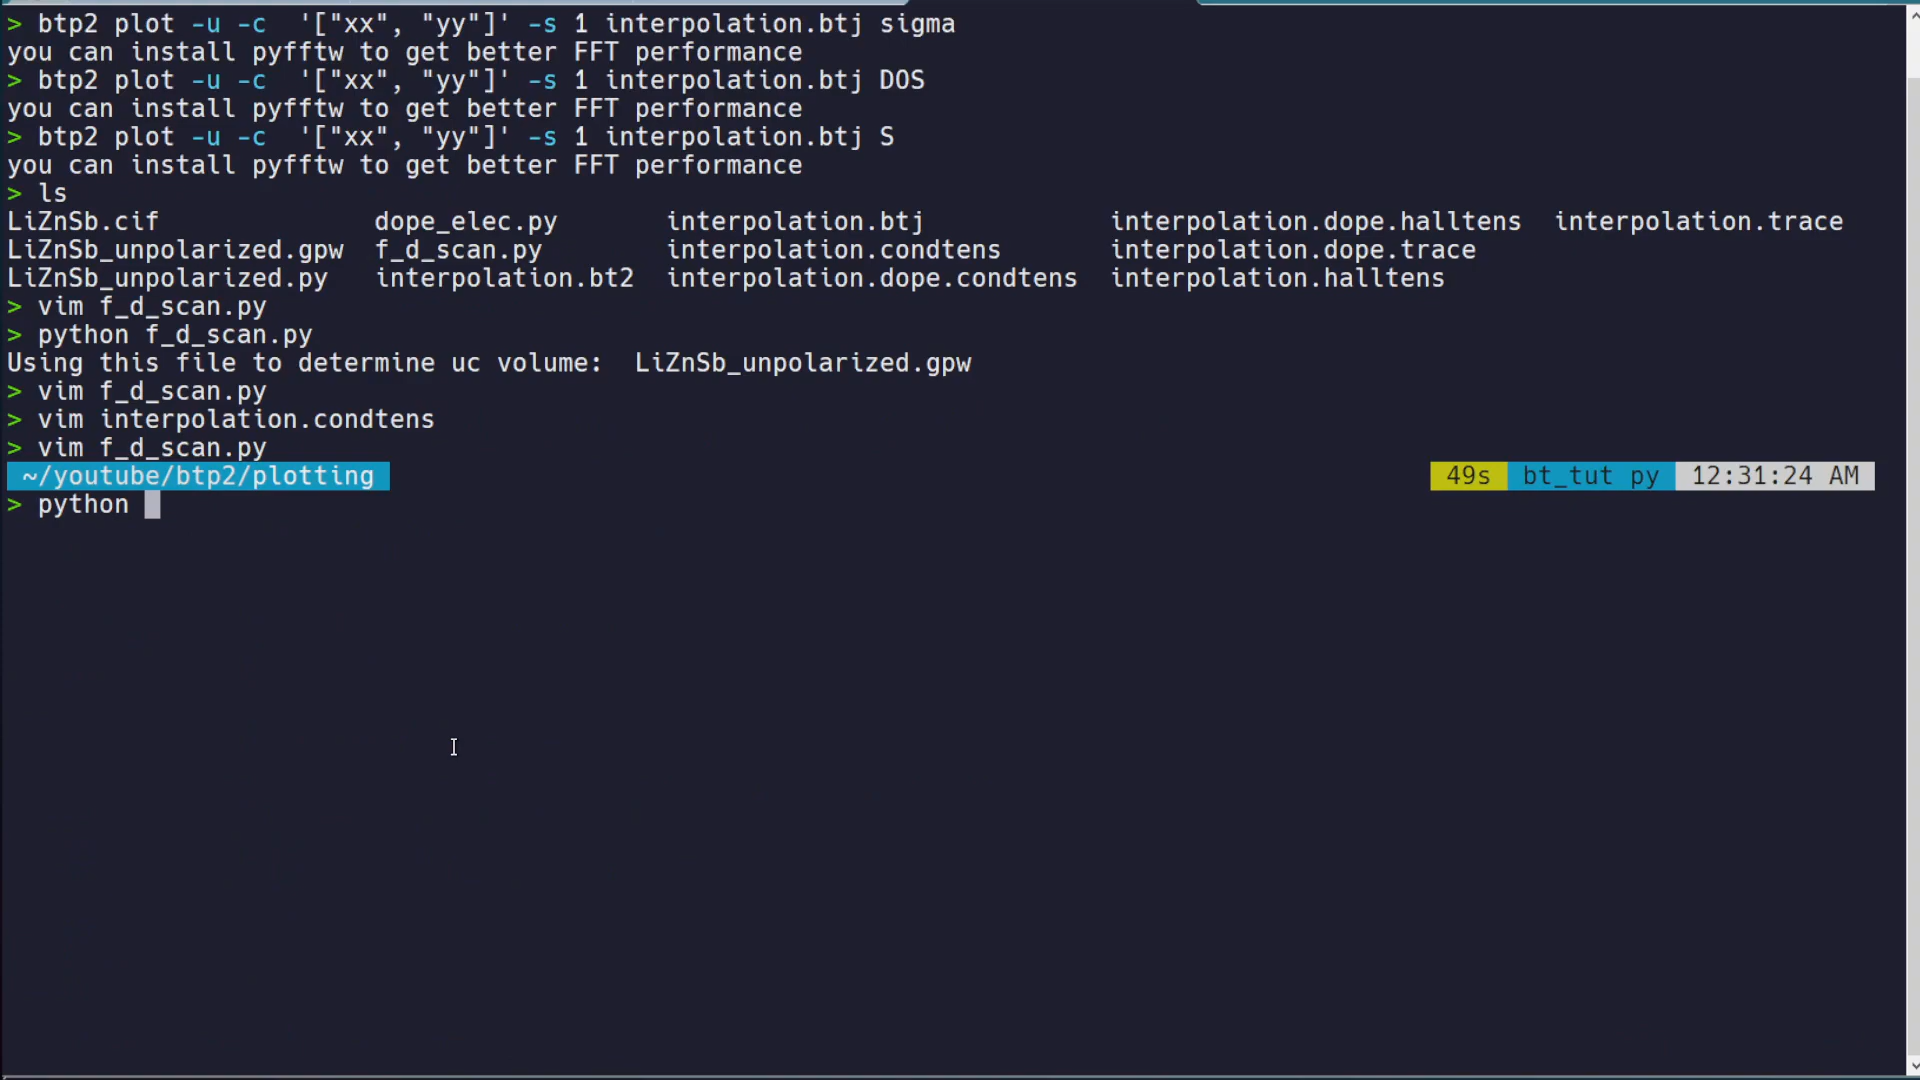 > btp2 plot -u -c  '["xx", "yy"]' -s 1 interpolation.btj sigma
you can install pyfftw to get better FFT performance
> btp2 plot -u -c  '["xx", "yy"]' -s 1 interpolation.btj DOS
you can install pyfftw to get better FFT performance
> btp2 plot -u -c  '["xx", "yy"]' -s 1 interpolation.btj S
you can install pyfftw to get better FFT performance
> ls
LiZnSb.cif              dope_elec.py       interpolation.btj            interpolation.dope.halltens  interpolation.trace
LiZnSb_unpolarized.gpw  f_d_scan.py        interpolation.condtens       interpolation.dope.trace
LiZnSb_unpolarized.py   interpolation.bt2  interpolation.dope.condtens  interpolation.halltens
> vim f_d_scan.py
> python f_d_scan.py
Using this file to determine uc volume:  LiZnSb_unpolarized.gpw
> vim f_d_scan.py
> vim interpolation.condtens
> vim f_d_scan.py
~/youtube/btp2/plotting 49s bt_tut py 12:31:24 AM
> python